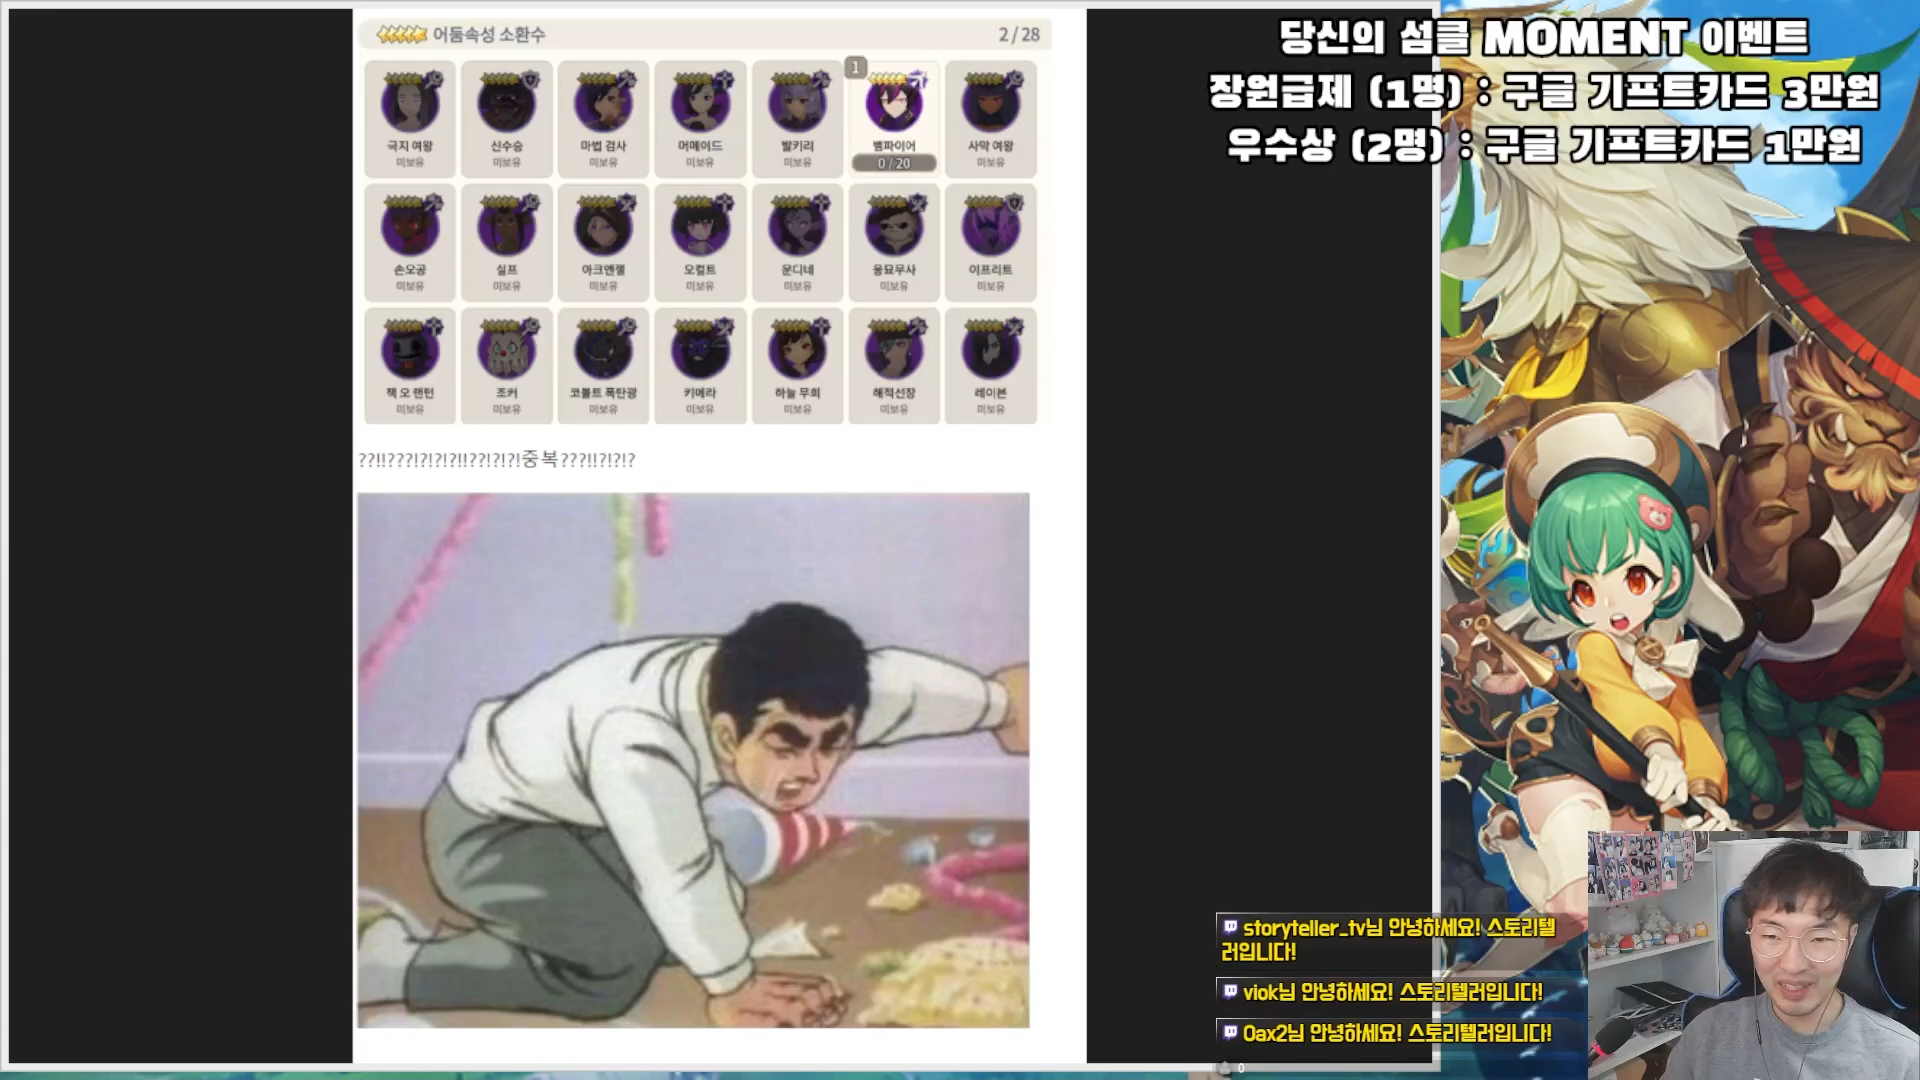 어둠속성 소환수
2 / 28
1
극지 여왕
신수승
마법 검사
머메이드
발키리
뱀파이어
사막 여왕
미보유
미보유
미보유
미보유
미보유
0 / 20
미보유
손오공
실프
아크엔젤
오컬트
운디네
웅묘무사
이프리트
미보유
미보유
미보유
미보유
미보유
미보유
미보유
잭 오 랜턴
조커
코볼트 폭탄광
키메라
하늘 무희
해적선장
레이븐
미보유
미보유
미보유
미보유
미보유
미보유
미보유
??!!???!?!?!?!!??!?!?!중복???!!?!?!?
당신의 섬클 MOMENT 이벤트
장원급제 (1명) : 구글 기프트카드 3만원
우수상 (2명) : 구글 기프트카드 1만원
storyteller_tv님 안녕하세요! 스토리텔
러입니다!
viok님 안녕하세요! 스토리텔러입니다!
0ax2님 안녕하세요! 스토리텔러입니다!
0